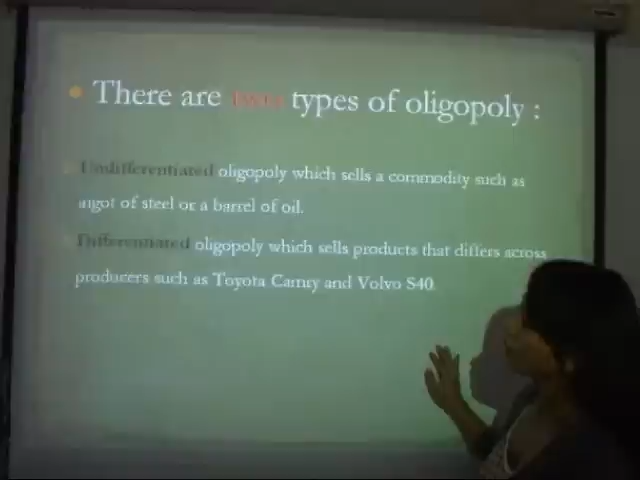 There are two types of oligopoly :
Undifferentiated oligopoly which sells a commodity such as
ingot of steel or a barrel of oil.
Differentiated oligopoly which sells products that differs across
producers such as Toyota Camry and Volvo S40.